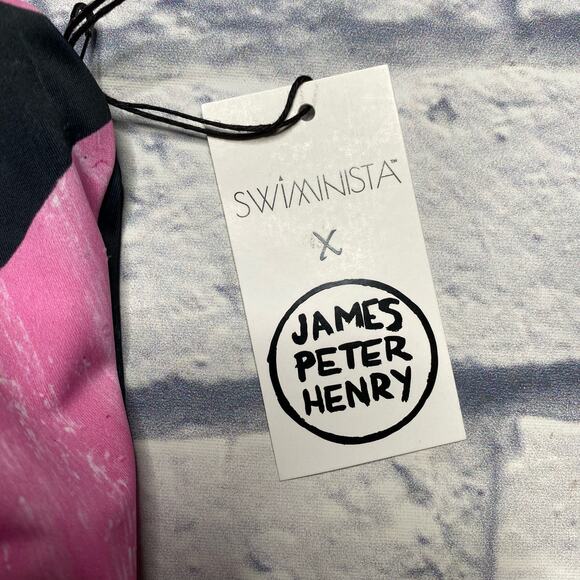 SWIMINISTA™
X
JAMES
PETER
HENRY